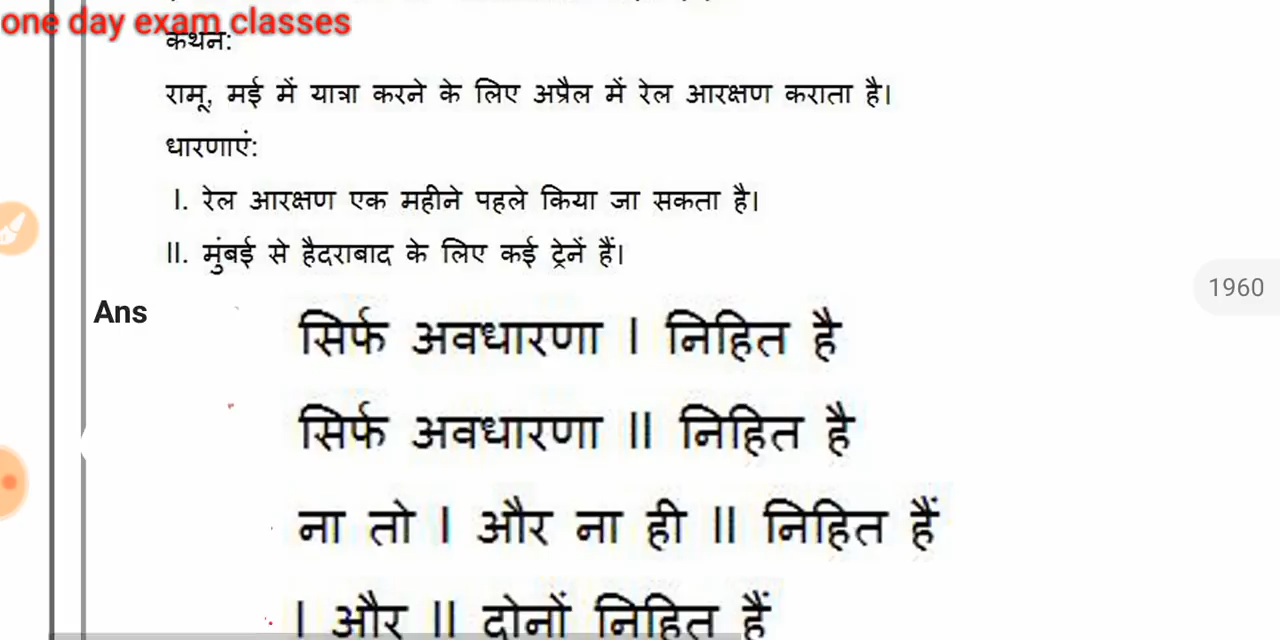 one day exam classes
कथन:
रामू, मई में यात्रा करने के लिए अप्रैल में रेल आरक्षण कराता है।
धारणाएं:
I. रेल आरक्षण एक महीने पहले किया जा सकता है।
II. मुंबई से हैदराबाद के लिए कई ट्रेनें हैं।
1960
Ans
सिर्फ अवधारणा I निहित है
सिर्फ अवधारणा II निहित है
ना तो I और ना ही II निहित हैं
I और II दोनों निहित हैं